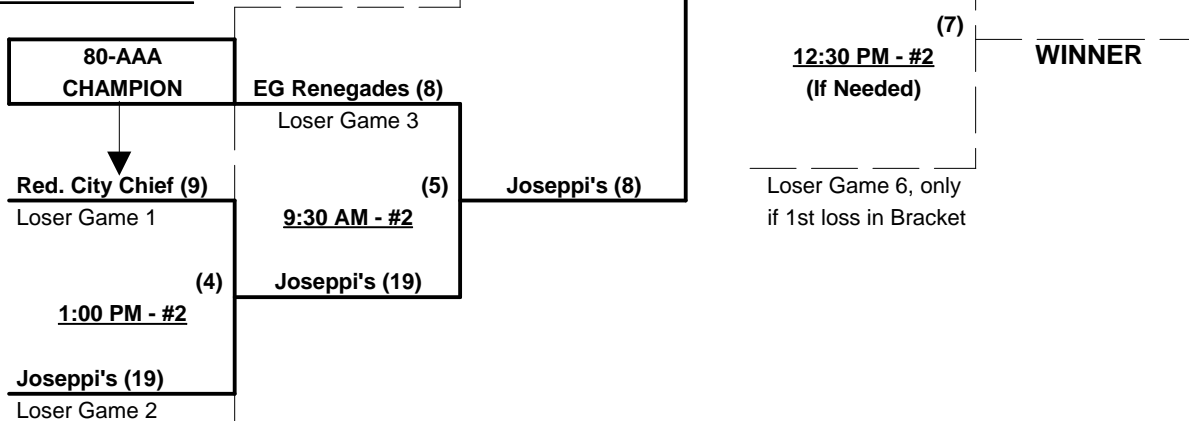 (7)
80-AAA
CHAMPION
12:30 PM - #2
(If Needed)
WINNER
EG Renegades (8)
Loser Game 3
Red. City Chief (9)
Loser Game 1
(5)
9:30 AM - #2
Joseppi's (8)
Loser Game 6, only
if 1st loss in Bracket
(4)
1:00 PM - #2
Joseppi's (19)
Joseppi's (19)
Loser Game 2